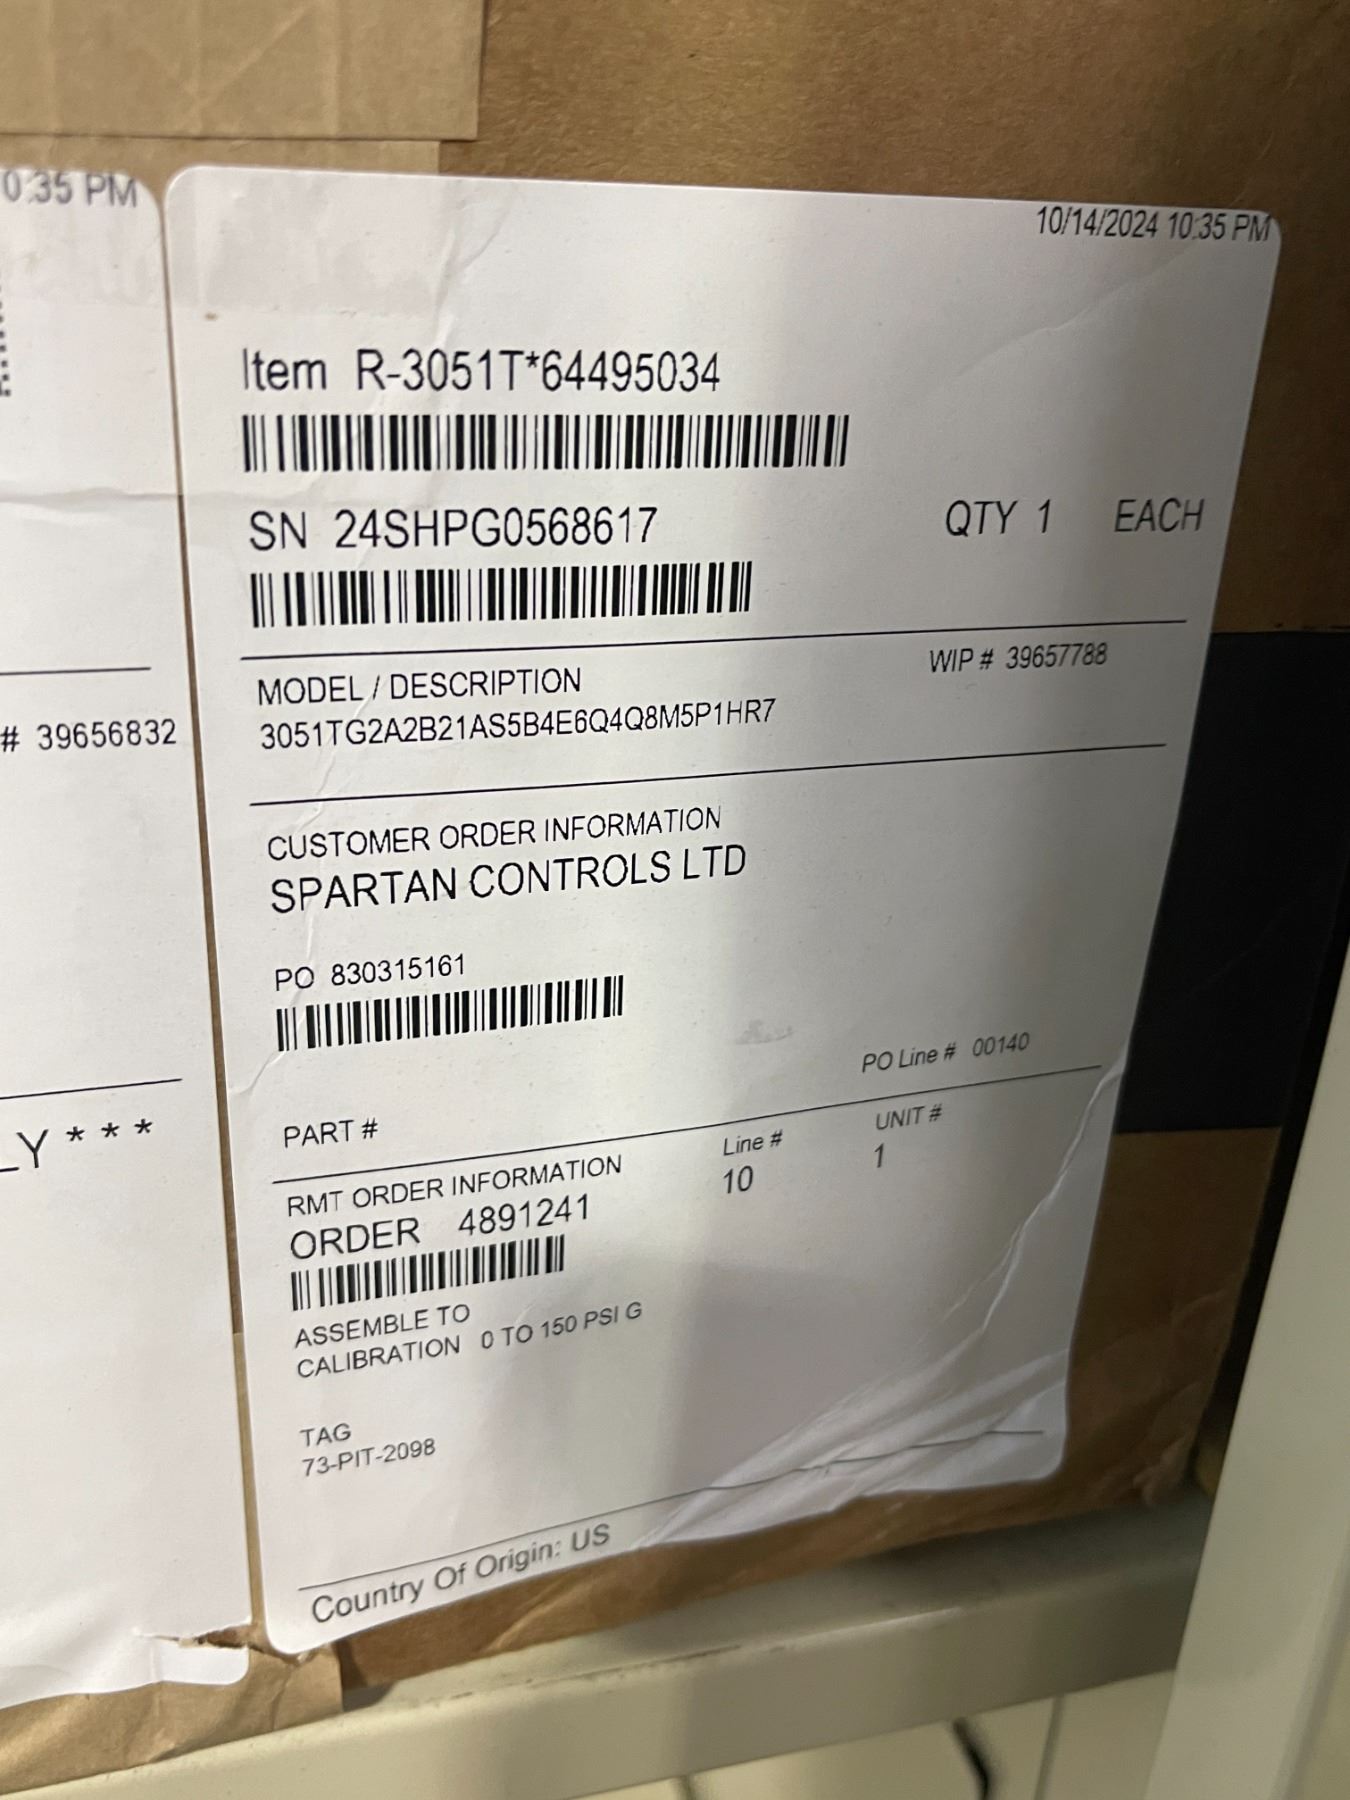 0:35 PM
# 39656832
LY * * *
10/14/2024 10:35 PM
Item R-3051T*64495034
SN 24SHPG0568617 QTY 1 EACH
MODEL / DESCRIPTION WIP # 39657788
3051TG2A2B21AS5B4E6Q4Q8M5P1HR7
CUSTOMER ORDER INFORMATION
SPARTAN CONTROLS LTD
PO 830315161
PO Line # 00140
PART #
RMT ORDER INFORMATION Line # UNIT #
ORDER 4891241 10 1
ASSEMBLE TO
CALIBRATION 0 TO 150 PSI G
TAG
73-PIT-2098
Country Of Origin: US